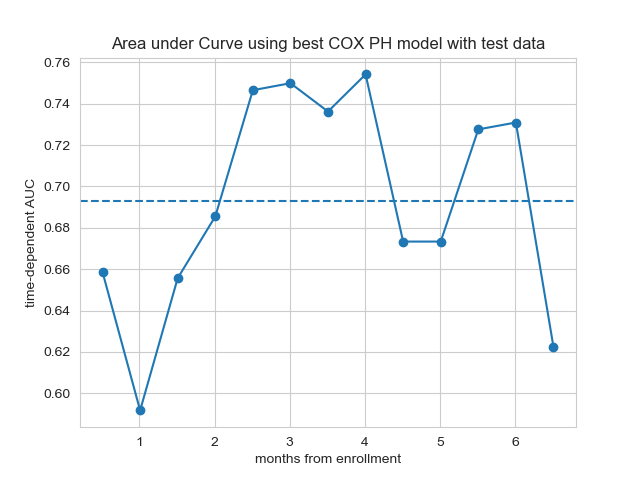 Area under Curve using best COX PH model with test data
time-dependent AUC
0.76
0.74
0.72
0.70
0.68
0.66
0.64
0.62
0.60
1 2 3 4 5 6
months from enrollment